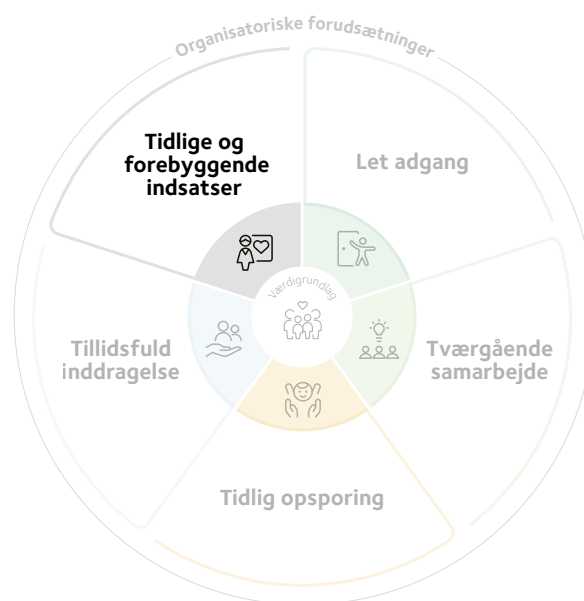 Organisatoriske forudsætninger
Tidlige og
forebyggende
indsatser
Let adgang
Værdigrundlag
Tillidsfuld
inddragelse
Tværgående
samarbejde
Tidlig opsporing